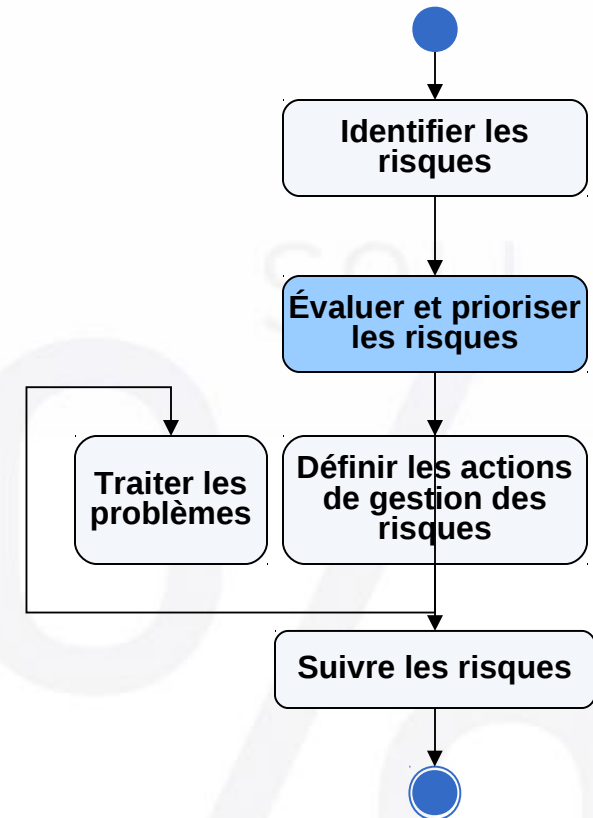 Identifier les
risques
Évaluer et prioriser
les risques
Traiter les
problèmes
Définir les actions
de gestion des
risques
Suivre les risques